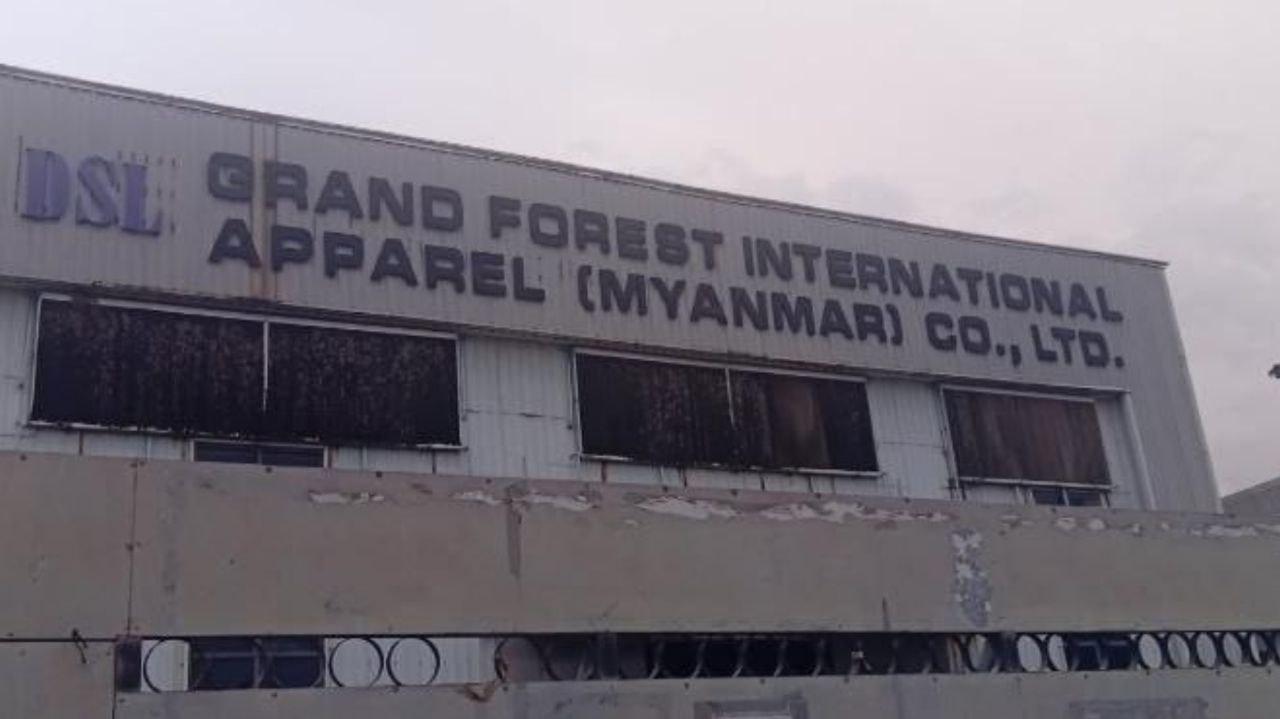 DSL
GRAND FOREST INTERNATIONAL
APPAREL (MYANMAR) CO., LTD.